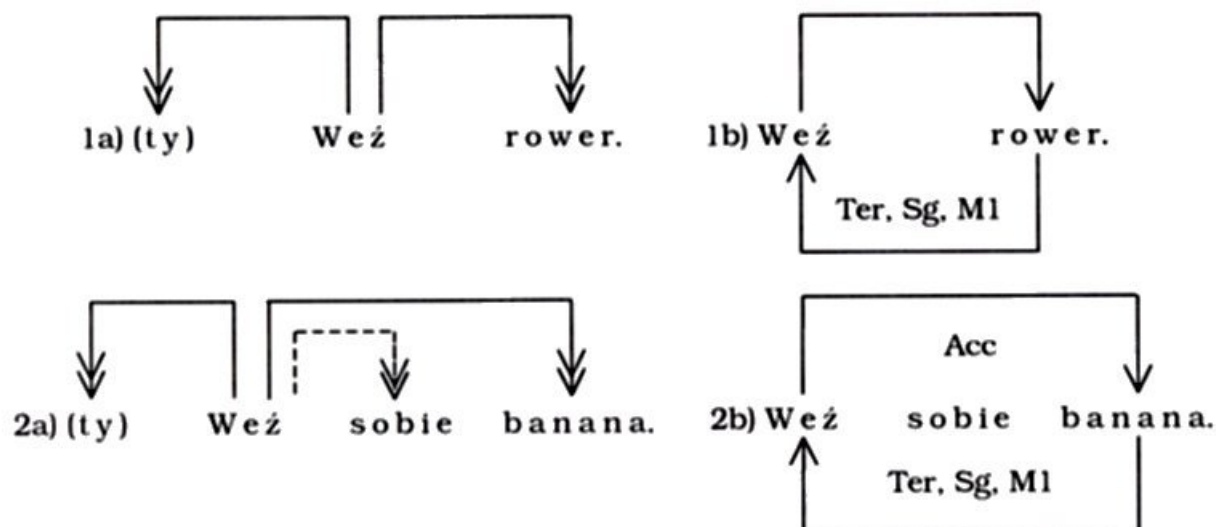 1a) (ty) Weź rower. 1b) Weź rower.
Ter, Sg, M1
Acc
2a) (ty) Weź sobie banana. 2b) Weź sobie banana.
Ter, Sg, M1